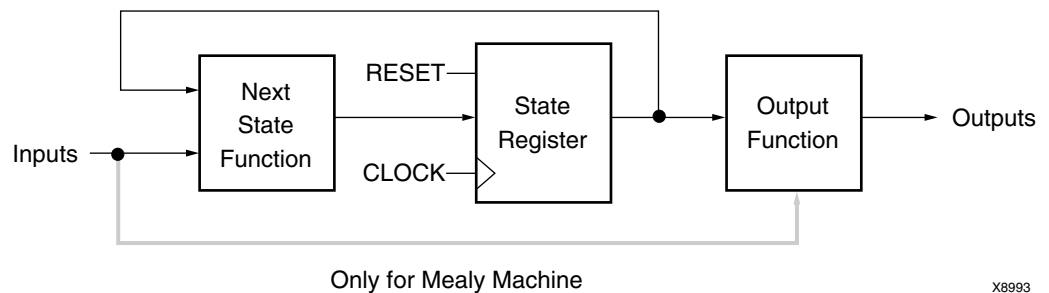 RESET
Next
State
Function
State
Register
Output
Function
Outputs
Inputs
CLOCK
Only for Mealy Machine
X8993